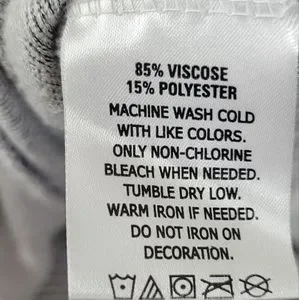 85% VISCOSE
15% POLYESTER
MACHINE WASH COLD
WITH LIKE COLORS.
ONLY NON-CHLORINE
BLEACH WHEN NEEDED.
TUMBLE DRY LOW.
WARM IRON IF NEEDED.
DO NOT IRON ON
DECORATION.